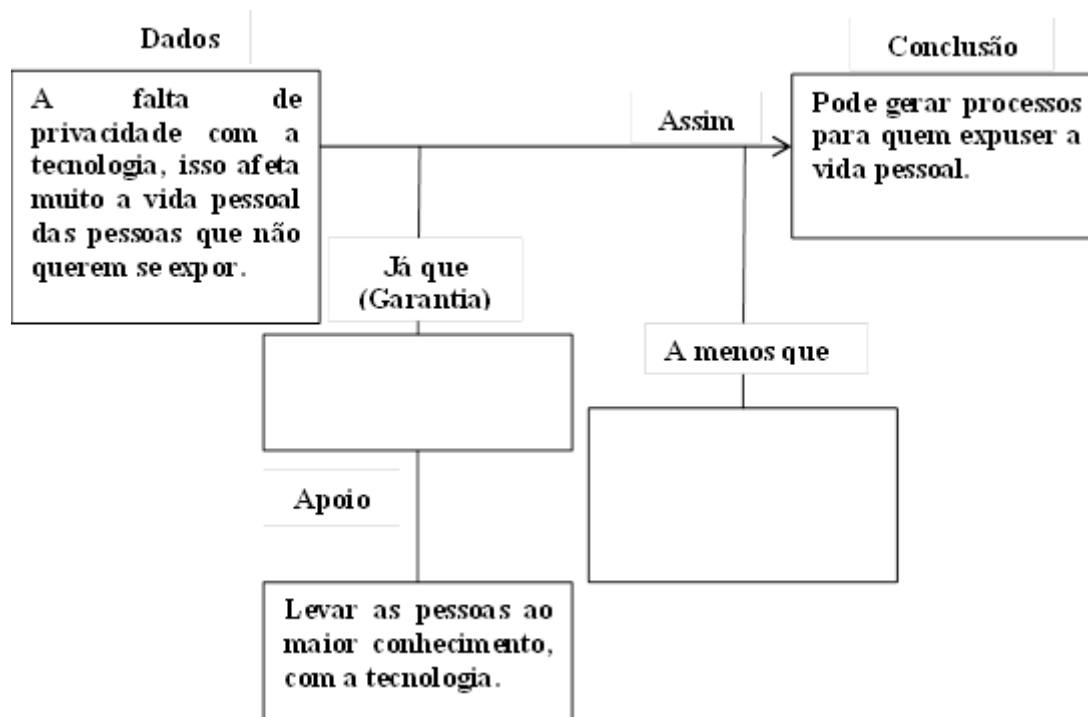 Dados
Conclusão
A falta de
privacidade com a
tecnologia, isso afeta
muito a vida pessoal
das pessoas que não
querem se expor.
Assim
Pode gerar processos
para quem expuser a
vida pessoal.
Já que
(Garantia)
A menos que
Apoio
Levar as pessoas ao
maior conhecimento,
com a tecnologia.